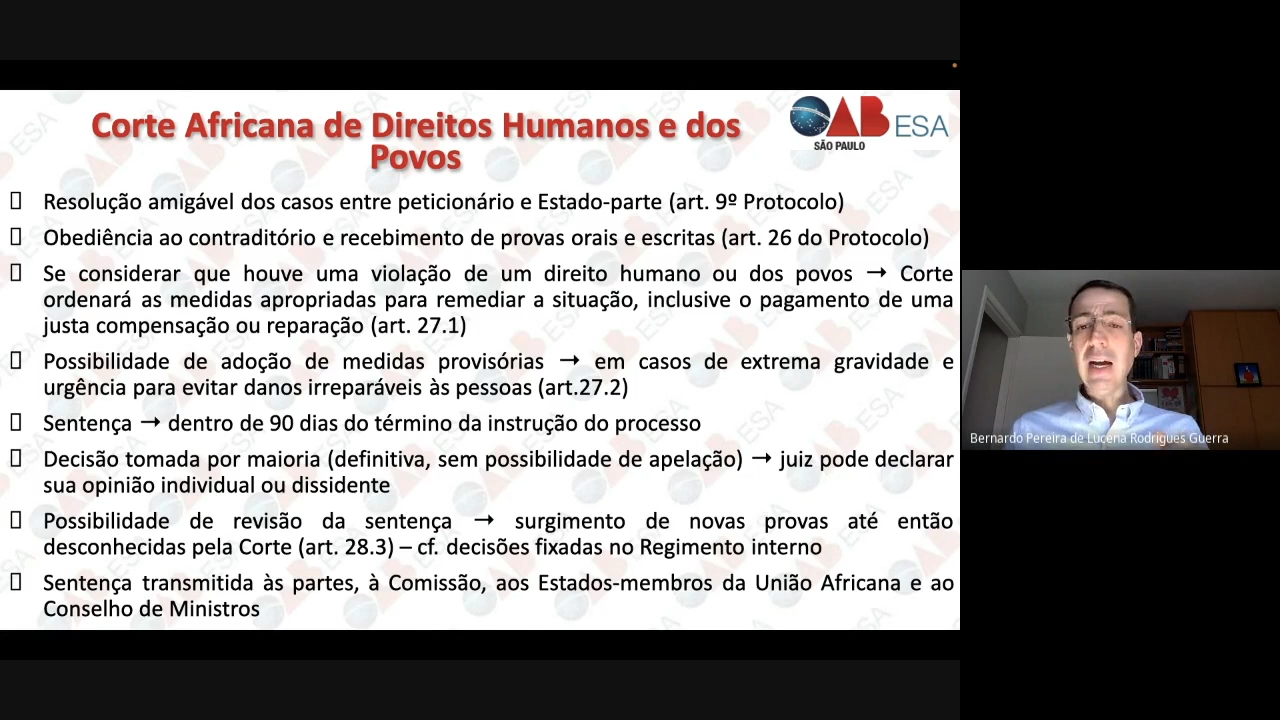 Corte Africana de Direitos Humanos e dos
Povos
OAB ESA
SÃO PAULO
Resolução amigável dos casos entre peticionário e Estado-parte (art. 9º Protocolo)
Obediência ao contraditório e recebimento de provas orais e escritas (art. 26 do Protocolo)
Se considerar que houve uma violação de um direito humano ou dos povos → Corte
ordenará as medidas apropriadas para remediar a situação, inclusive o pagamento de uma
justa compensação ou reparação (art. 27.1)
Possibilidade de adoção de medidas provisórias → em casos de extrema gravidade e
urgência para evitar danos irreparáveis às pessoas (art.27.2)
Sentença → dentro de 90 dias do término da instrução do processo
Decisão tomada por maioria (definitiva, sem possibilidade de apelação) → juiz pode declarar
sua opinião individual ou dissidente
Possibilidade de revisão da sentença → surgimento de novas provas até então
desconhecidas pela Corte (art. 28.3) – cf. decisões fixadas no Regimento interno
Sentença transmitida às partes, à Comissão, aos Estados-membros da União Africana e ao
Conselho de Ministros
Bernardo Pereira de Lucena Rodrigues Guerra